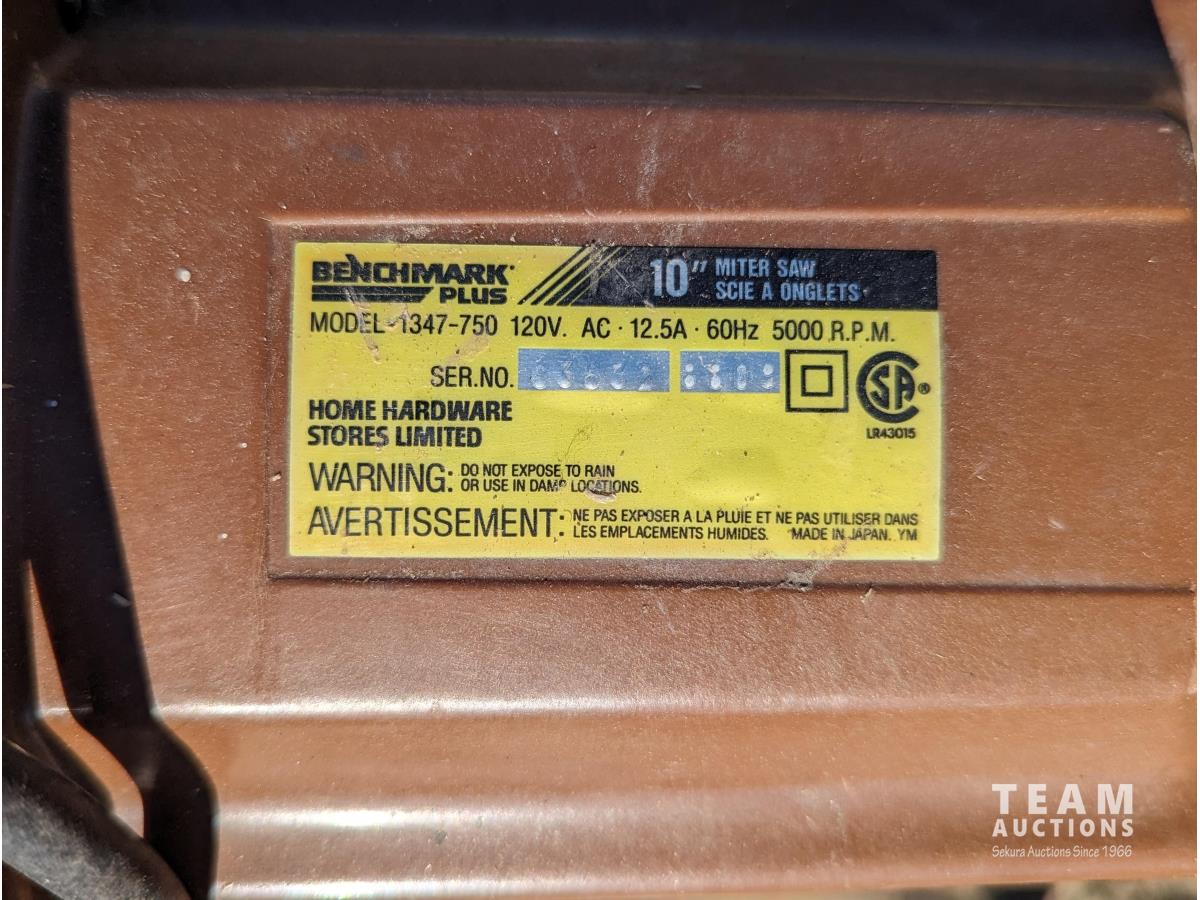 BENCHMARK PLUS
10" MITER SAW
SCIE A ONGLETS
MODEL-1347-750 120V. AC · 12.5A · 60Hz 5000 R.P.M.
SER.NO.
CSA ®
LR43015
HOME HARDWARE
STORES LIMITED
WARNING: DO NOT EXPOSE TO RAIN
OR USE IN DAMP LOCATIONS.
AVERTISSEMENT: NE PAS EXPOSER A LA PLUIE ET NE PAS UTILISER DANS
LES EMPLACEMENTS HUMIDES. MADE IN JAPAN. YM
TEAM
AUCTIONS
Sekura Auctions Since 1966